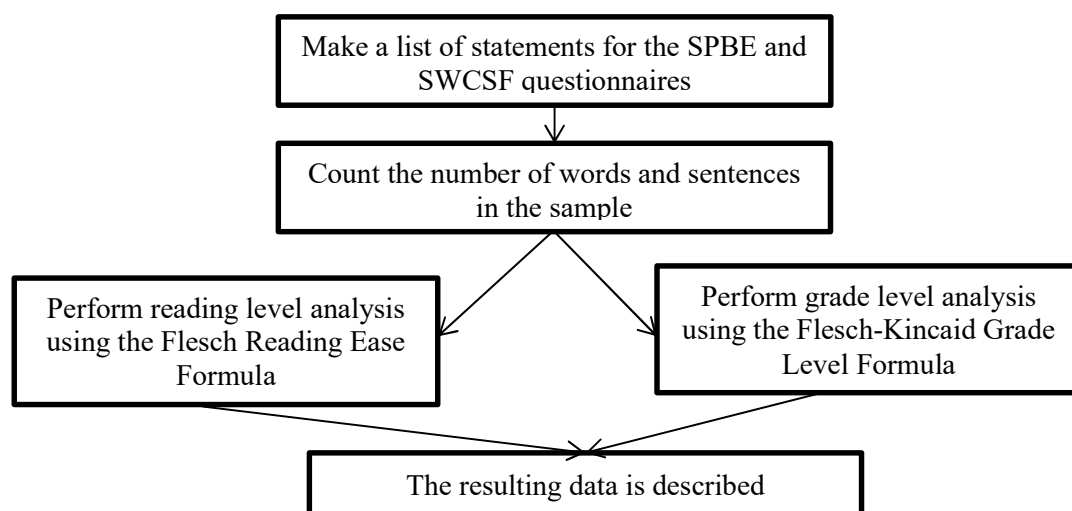 Make a list of statements for the SPBE and
SWCSF questionnaires
Count the number of words and sentences
in the sample
Perform reading level analysis
using the Flesch Reading Ease
Formula
Perform grade level analysis
using the Flesch-Kincaid Grade
Level Formula
The resulting data is described